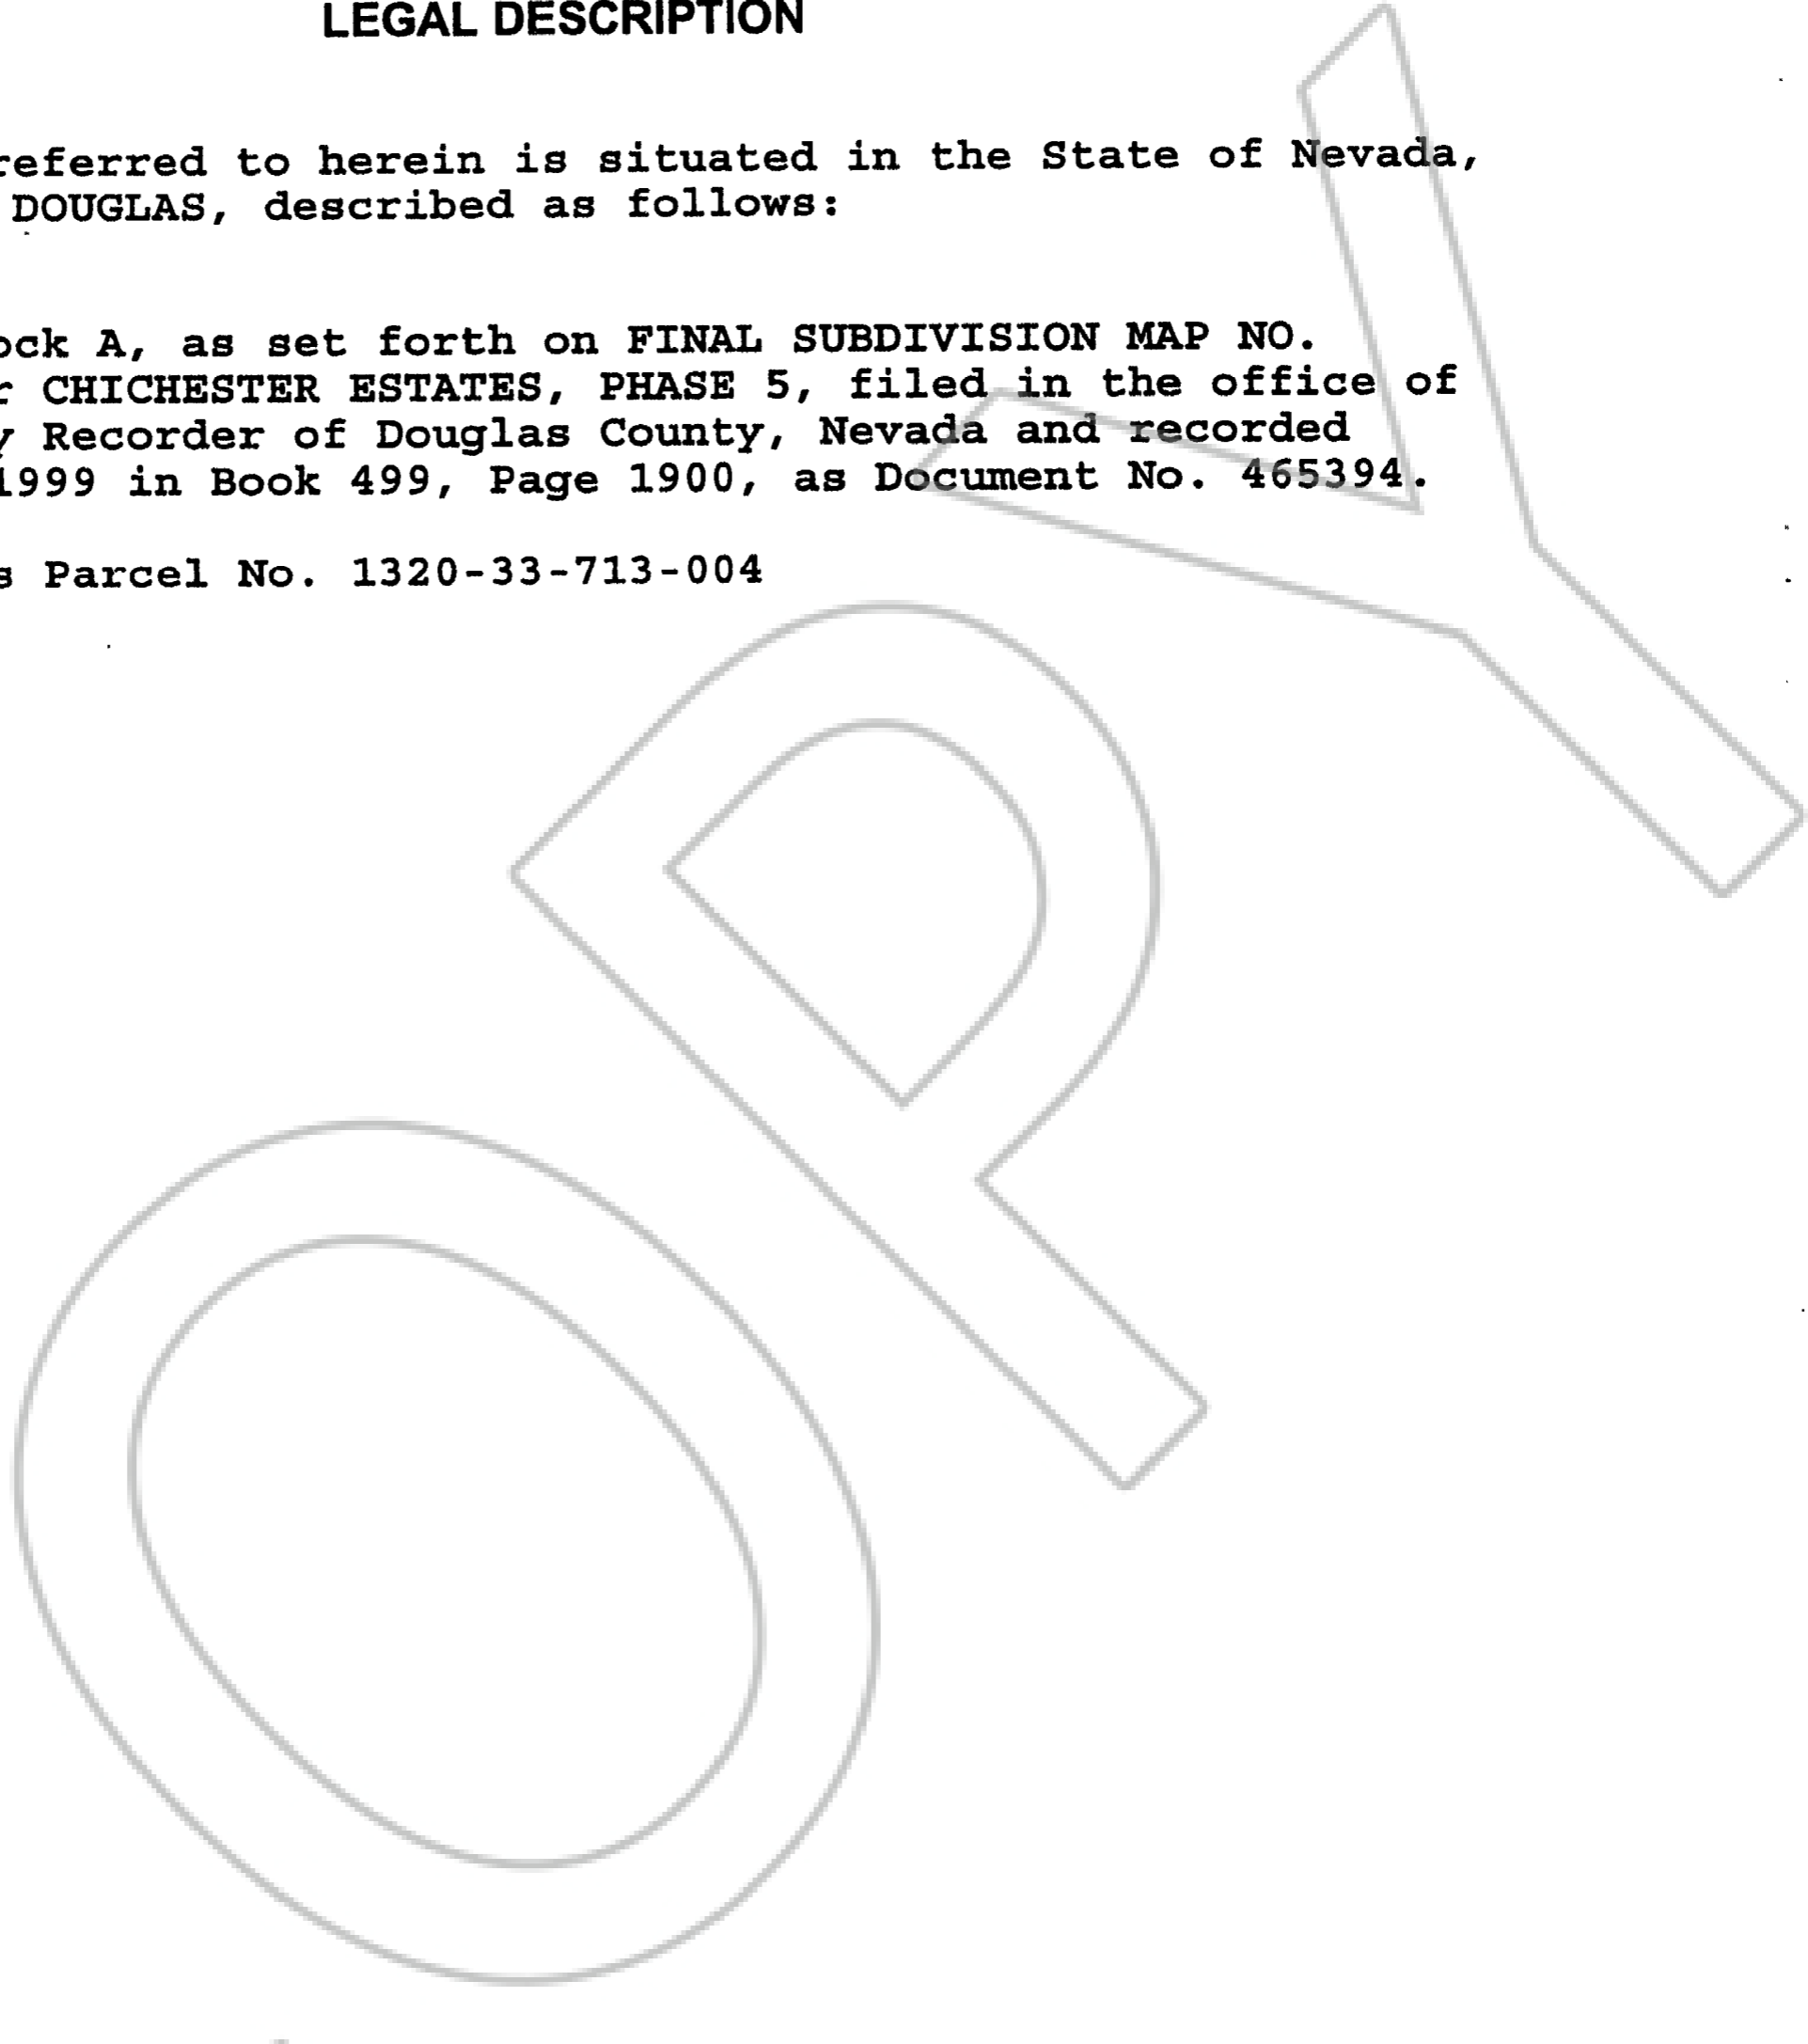 LEGAL DESCRIPTION
referred to herein is situated in the State of Nevada,
DOUGLAS, described as follows:
ock A, as set forth on FINAL SUBDIVISION MAP NO.
r CHICHESTER ESTATES, PHASE 5, filed in the office of
y Recorder of Douglas County, Nevada and recorded
1999 in Book 499, Page 1900, as Document No. 465394.
s Parcel No. 1320-33-713-004
OPY